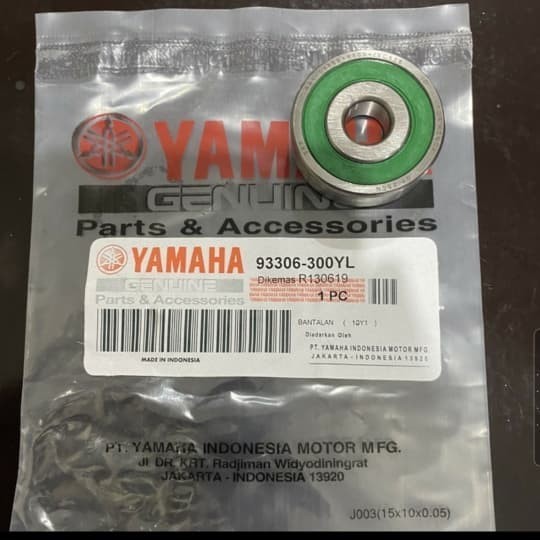 YAMAHA
GENUINE
Parts & Accessories
YAMAHA 93306-300YL
GENUINE Dikemas R130619
Parts & Accessories 1 PC
BANTALAN ( 1GY1 )
Diedarkan Oleh
PT. YAMAHA INDONESIA MOTOR MFG.
JAKARTA - INDONESIA 13920
MADE IN INDONESIA
PT. YAMAHA INDONESIA MOTOR MFG.
Jl. DR. KRT. Radjiman Widyodiningrat
JAKARTA - INDONESIA 13920
J003(15x10x0.05)